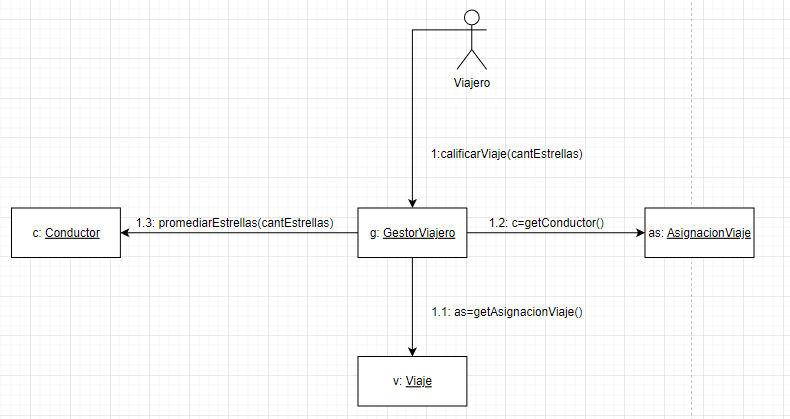 Viajero
1:calificarViaje(cantEstrellas)
1.3: promediarEstrellas(cantEstrellas)
1.2: c=getConductor()
c: Conductor
g: GestorViajero
as: AsignacionViaje
1.1: as=getAsignacionViaje()
v: Viaje